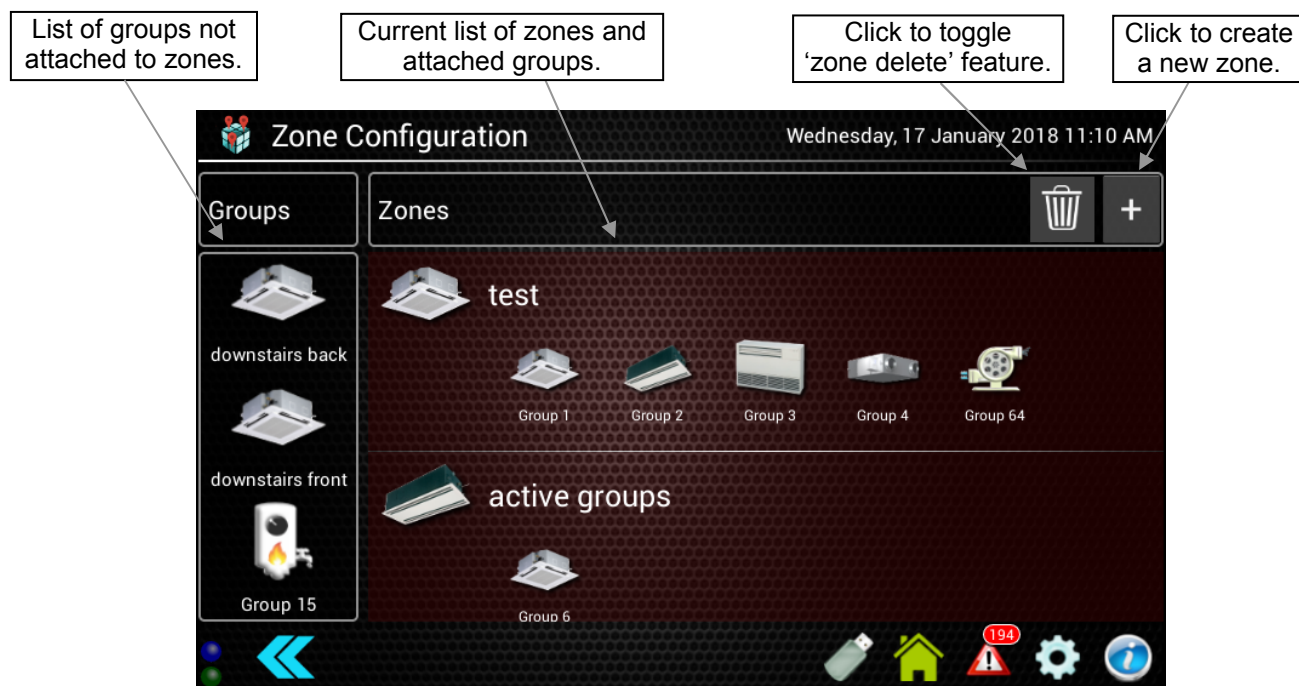 List of groups not
attached to zones.
Current list of zones and
attached groups.
Click to toggle
‘zone delete’ feature.
Click to create
a new zone.
Zone Configuration
Wednesday, 17 January 2018 11:10 AM
Groups
Zones
+
downstairs back
downstairs front
Group 15
test
Group 1
Group 2
Group 3
Group 4
Group 64
active groups
Group 6
194